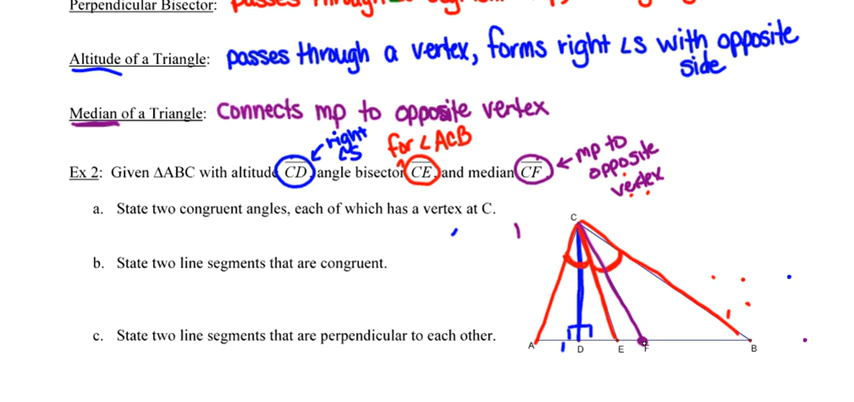 Perpendicular Bisector: passes through
Altitude of a Triangle: passes through a vertex, forms right ∠s with opposite
side
Median of a Triangle: Connects mp to opposite vertex
right
∠s
for ∠ACB
mp to
opposite
vertex
Ex 2: Given ΔABC with altitude CD, angle bisector CE, and median CF
a. State two congruent angles, each of which has a vertex at C.
C
b. State two line segments that are congruent.
c. State two line segments that are perpendicular to each other.
A D E F B